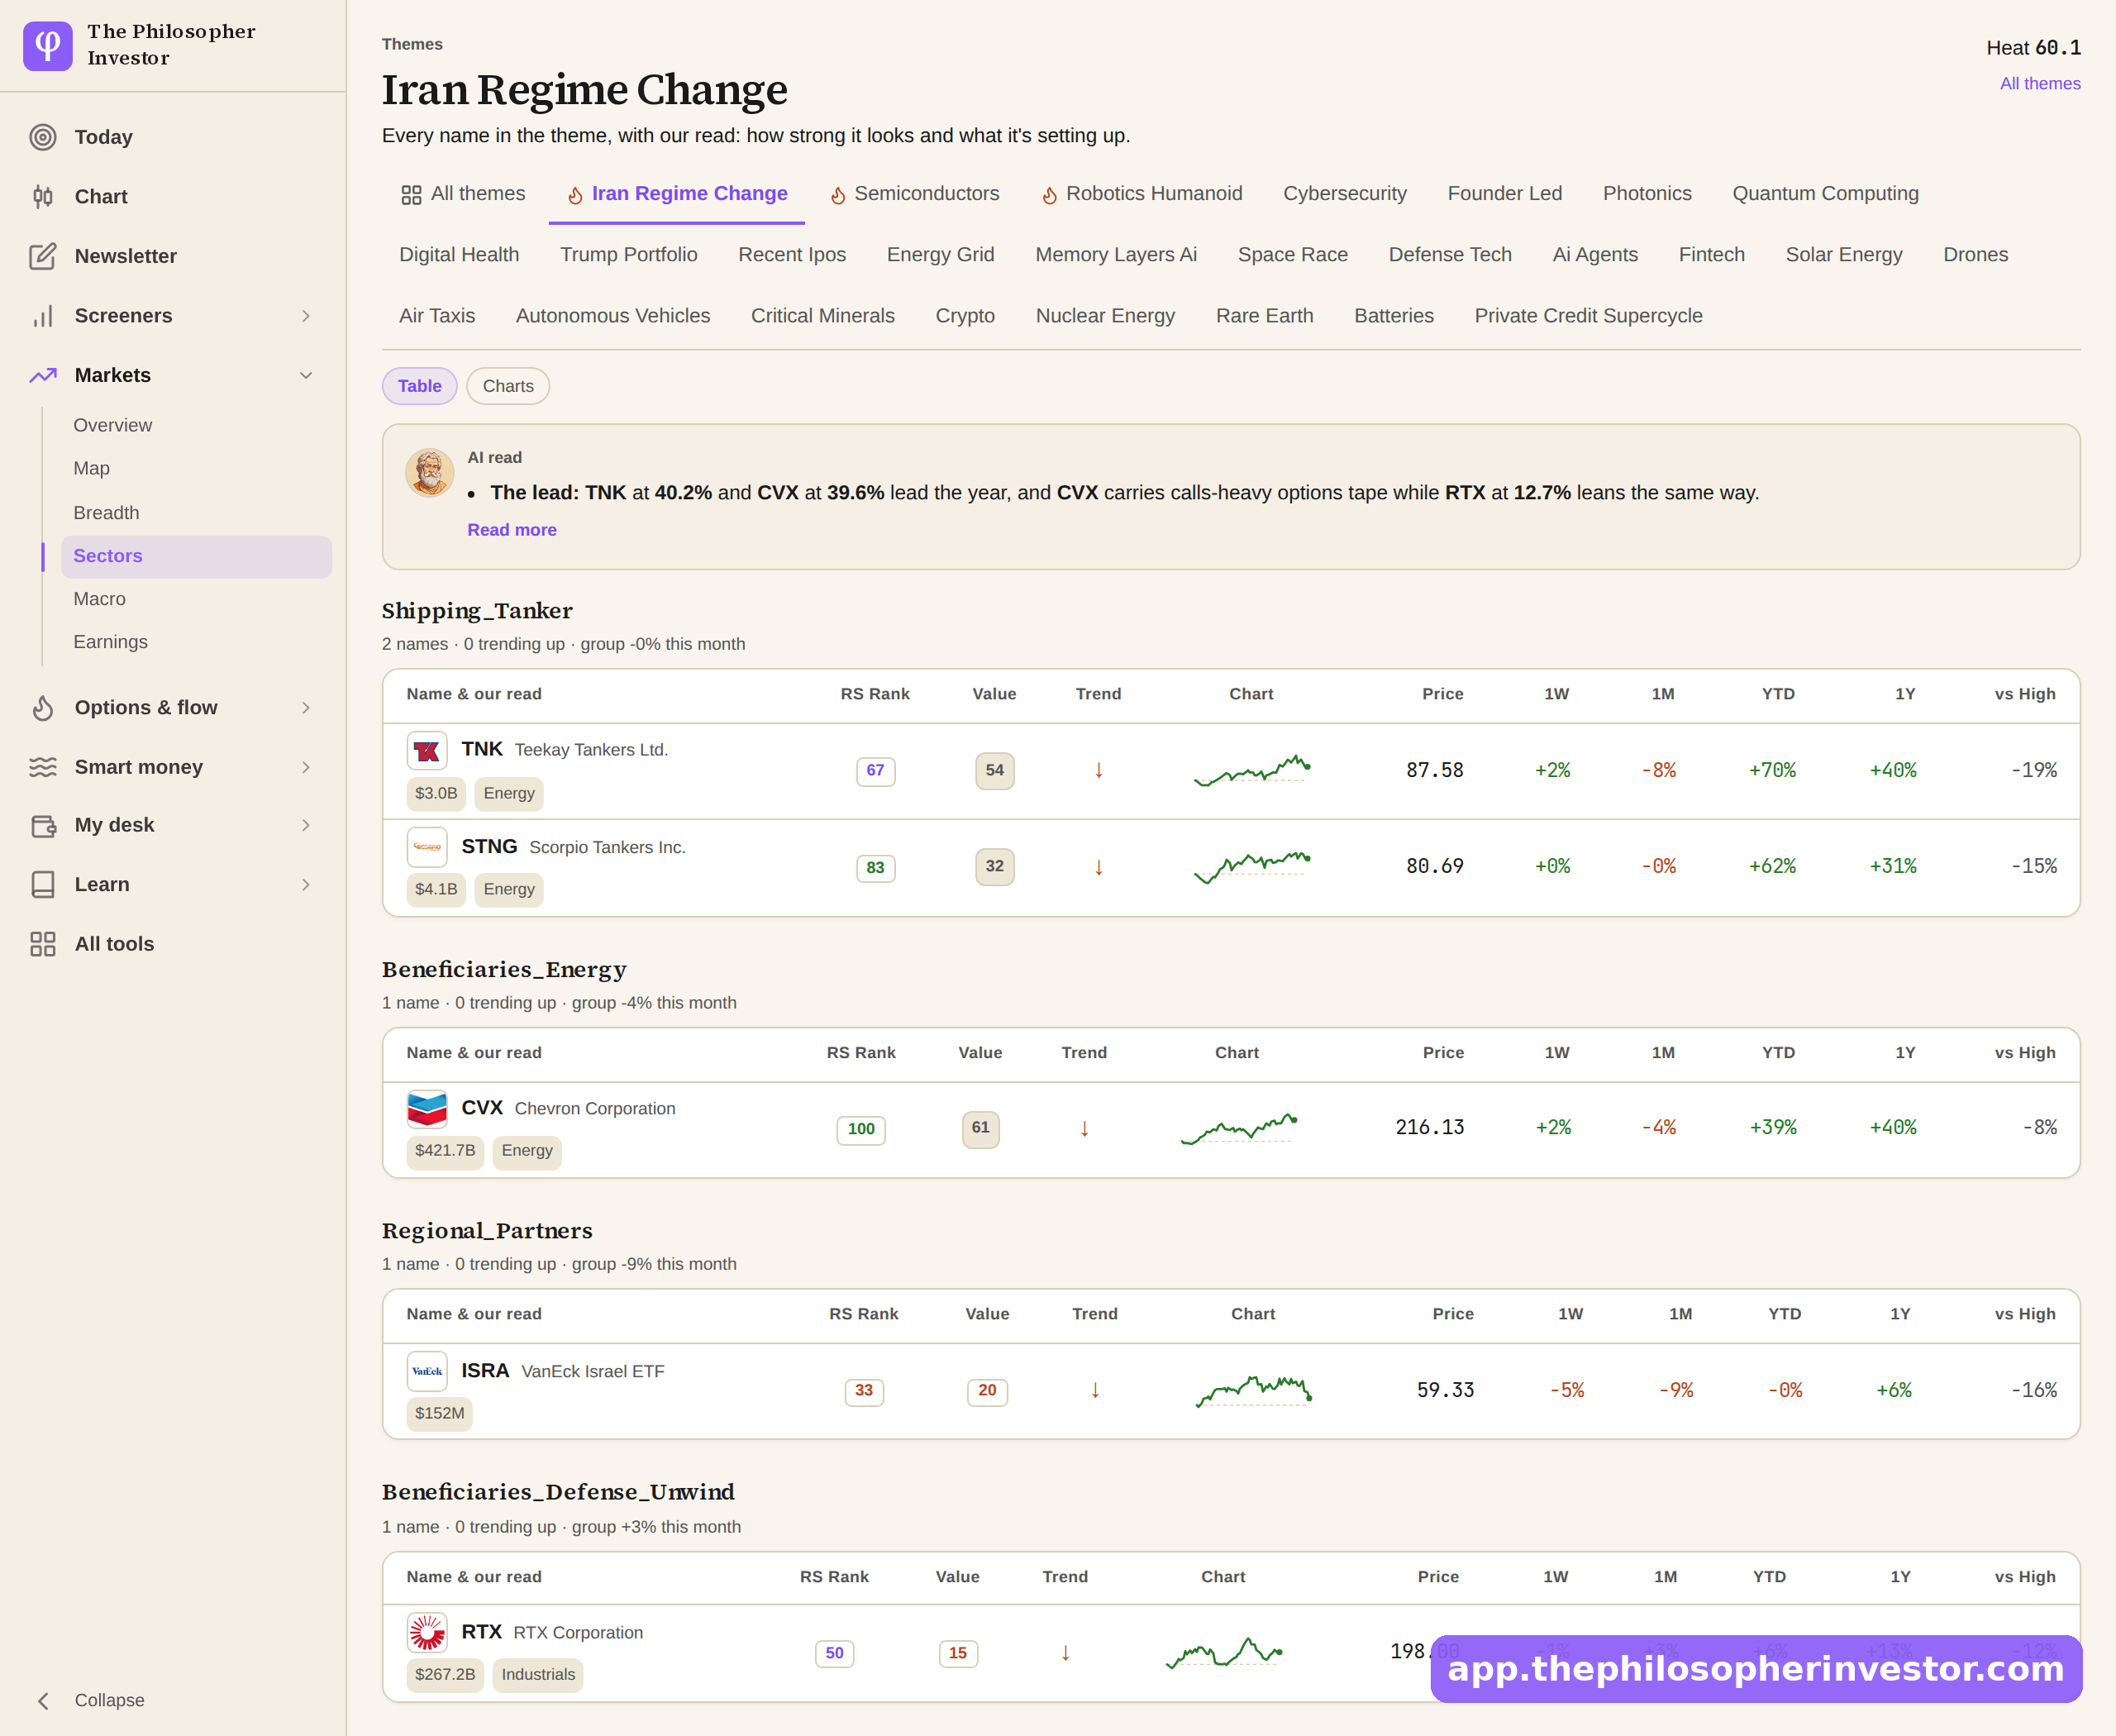 φ
The Philosopher
Investor
Today
Chart
Newsletter
Screeners
Markets
Overview
Map
Breadth
Sectors
Macro
Earnings
Options & flow
Smart money
My desk
Learn
All tools
Collapse
Themes
Heat 60.1
Iran Regime Change
All themes
Every name in the theme, with our read: how strong it looks and what it's setting up.
All themes Iran Regime Change Semiconductors Robotics Humanoid Cybersecurity Founder Led Photonics Quantum Computing
Digital Health Trump Portfolio Recent Ipos Energy Grid Memory Layers Ai Space Race Defense Tech Ai Agents Fintech Solar Energy Drones
Air Taxis Autonomous Vehicles Critical Minerals Crypto Nuclear Energy Rare Earth Batteries Private Credit Supercycle
Table Charts
AI read
• The lead: TNK at 40.2% and CVX at 39.6% lead the year, and CVX carries calls-heavy options tape while RTX at 12.7% leans the same way.
Read more
Shipping_Tanker
2 names · 0 trending up · group -0% this month
Name & our read RS Rank Value Trend Chart Price 1W 1M YTD 1Y vs High
TNK Teekay Tankers Ltd. 67 54 ↓ 87.58 +2% -8% +70% +40% -19%
$3.0B Energy
STNG Scorpio Tankers Inc. 83 32 ↓ 80.69 +0% -0% +62% +31% -15%
$4.1B Energy
Beneficiaries_Energy
1 name · 0 trending up · group -4% this month
Name & our read RS Rank Value Trend Chart Price 1W 1M YTD 1Y vs High
CVX Chevron Corporation 100 61 ↓ 216.13 +2% -4% +39% +40% -8%
$421.7B Energy
Regional_Partners
1 name · 0 trending up · group -9% this month
Name & our read RS Rank Value Trend Chart Price 1W 1M YTD 1Y vs High
VanEck ISRA VanEck Israel ETF 33 20 ↓ 59.33 -5% -9% -0% +6% -16%
$152M
Beneficiaries_Defense_Unwind
1 name · 0 trending up · group +3% this month
Name & our read RS Rank Value Trend Chart Price 1W 1M YTD 1Y vs High
RTX RTX Corporation 50 15 ↓ 198.00 -1% +3% +6% +13% -12%
$267.2B Industrials
app.thephilosopherinvestor.com